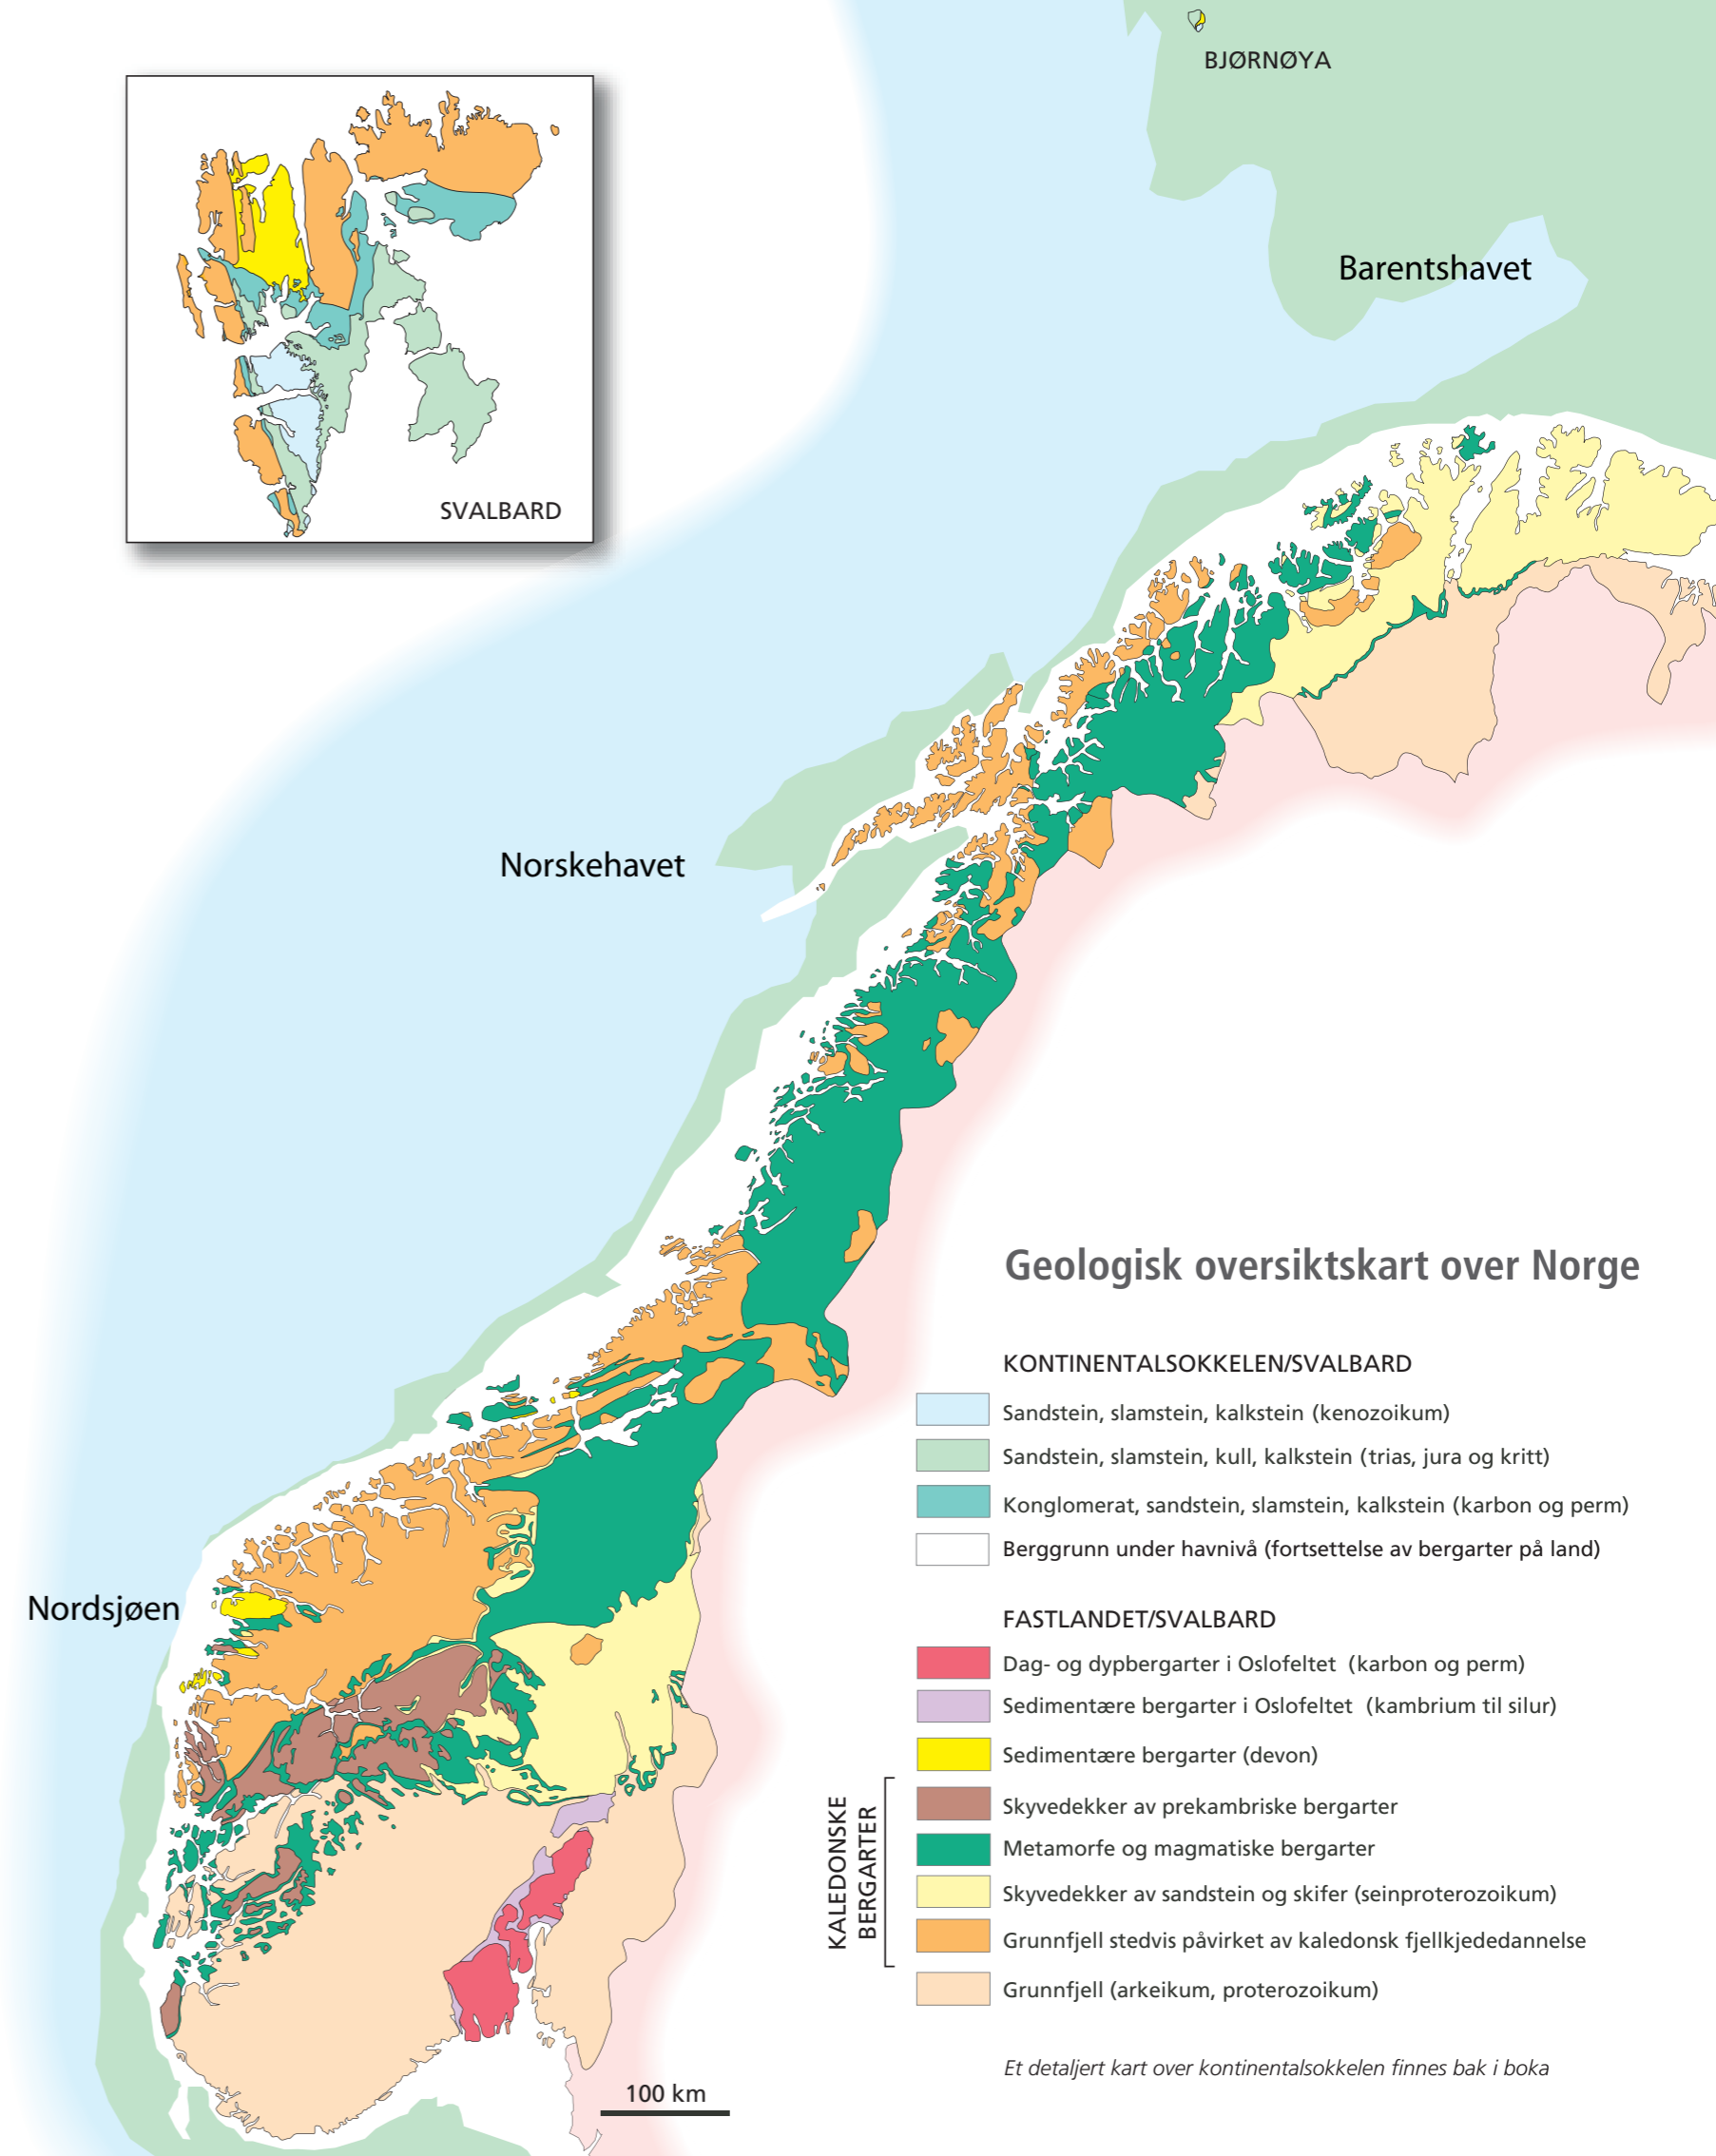 BJØRNØYA
Barentshavet
SVALBARD
Norskehavet
Nordsjøen
Geologisk oversiktskart over Norge
KONTINENTALSOKKELEN/SVALBARD
Sandstein, slamstein, kalkstein (kenozoikum)
Sandstein, slamstein, kull, kalkstein (trias, jura og kritt)
Konglomerat, sandstein, slamstein, kalkstein (karbon og perm)
Berggrunn under havnivå (fortsettelse av bergarter på land)
FASTLANDET/SVALBARD
Dag- og dypbergarter i Oslofeltet (karbon og perm)
Sedimentære bergarter i Oslofeltet (kambrium til silur)
Sedimentære bergarter (devon)
KALEDONSKE
BERGARTER
Skyvedekker av prekambriske bergarter
Metamorfe og magmatiske bergarter
Skyvedekker av sandstein og skifer (seinproterozoikum)
Grunnfjell stedvis påvirket av kaledonsk fjellkjededannelse
Grunnfjell (arkeikum, proterozoikum)
Et detaljert kart over kontinentalsokkelen finnes bak i boka
100 km